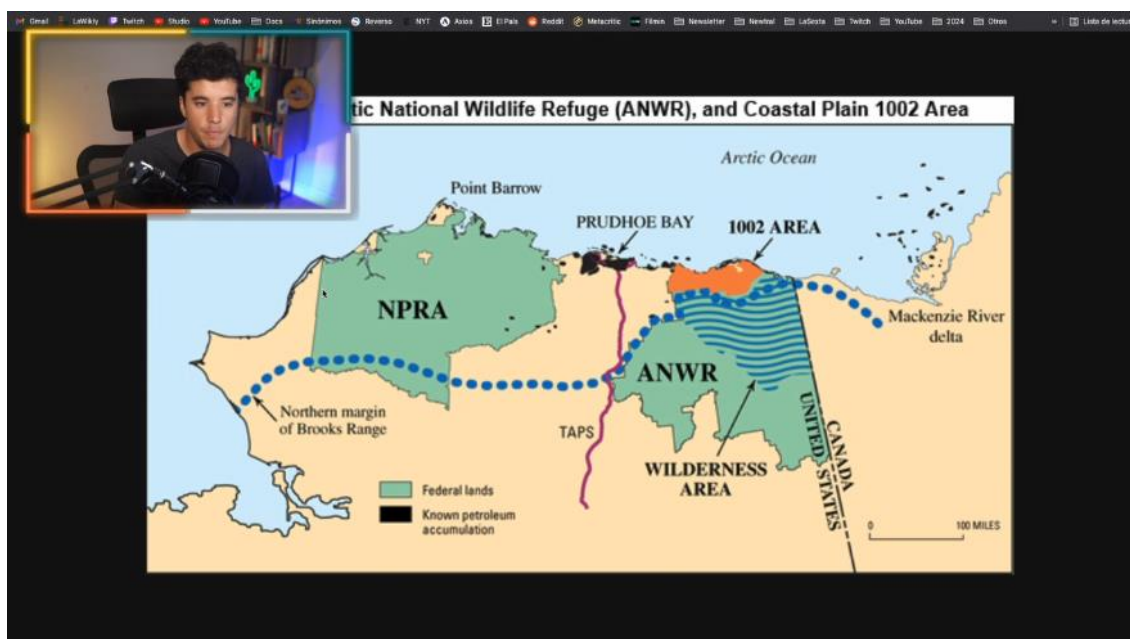 Gmail LaWikly Twitch Studio YouTube Docs Sinónimos Reverso NYT Axios El País Reddit Metacritic Filmin Newsletter Newtral LaSexta Twitch YouTube 2024 Otros » Lista de lectur
tic National Wildlife Refuge (ANWR), and Coastal Plain 1002 Area
Arctic Ocean
Point Barrow
PRUDHOE BAY
1002 AREA
NPRA
Mackenzie River
delta
ANWR
Northern margin
of Brooks Range
TAPS
WILDERNESS
AREA
CANADA
UNITED STATES
Federal lands
Known petroleum
accumulation
0 100 MILES